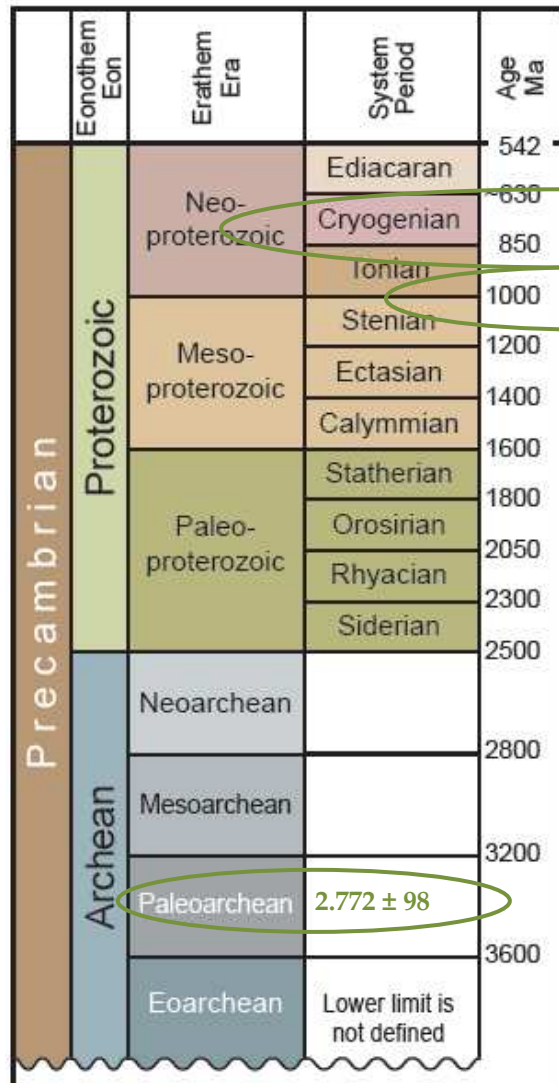 Eonothem
Eon
Erathem
Era
System
Period
Age
Ma
Precambrian
Proterozoic
Archean
Neo-
proterozoic
Meso-
proterozoic
Paleo-
proterozoic
Neoarchean
Mesoarchean
Paleoarchean
Eoarchean
Ediacaran
Cryogenian
Tonian
Stenian
Ectasian
Calymmian
Statherian
Orosirian
Rhyacian
Siderian
2.772 ± 98
Lower limit is
not defined
542
~630
850
1000
1200
1400
1600
1800
2050
2300
2500
2800
3200
3600